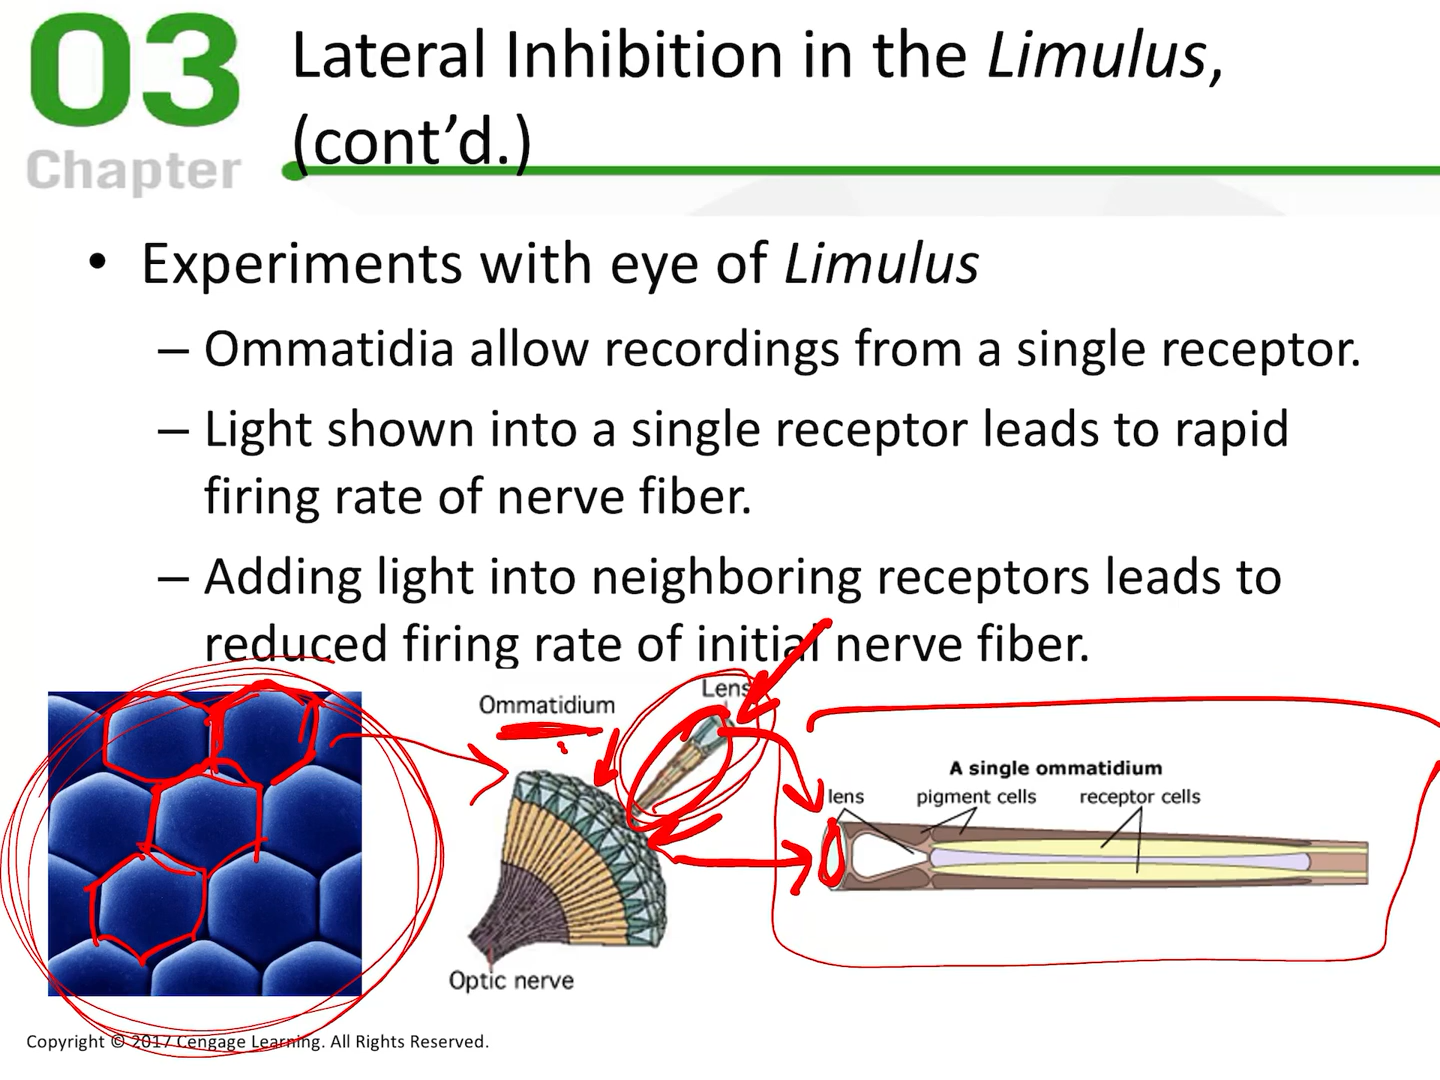 03
Chapter
Lateral Inhibition in the Limulus,
(cont’d.)
• Experiments with eye of Limulus
– Ommatidia allow recordings from a single receptor.
– Light shown into a single receptor leads to rapid
firing rate of nerve fiber.
– Adding light into neighboring receptors leads to
reduced firing rate of initial nerve fiber.
Ommatidium
Lens
Optic nerve
A single ommatidium
lens
pigment cells
receptor cells
Copyright © 2017 Cengage Learning. All Rights Reserved.